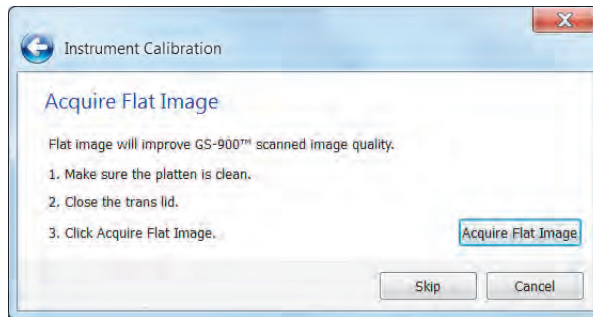 Instrument Calibration
Acquire Flat Image
Flat image will improve GS-900™ scanned image quality.
1. Make sure the platten is clean.
2. Close the trans lid.
3. Click Acquire Flat Image.
Acquire Flat Image
Skip
Cancel